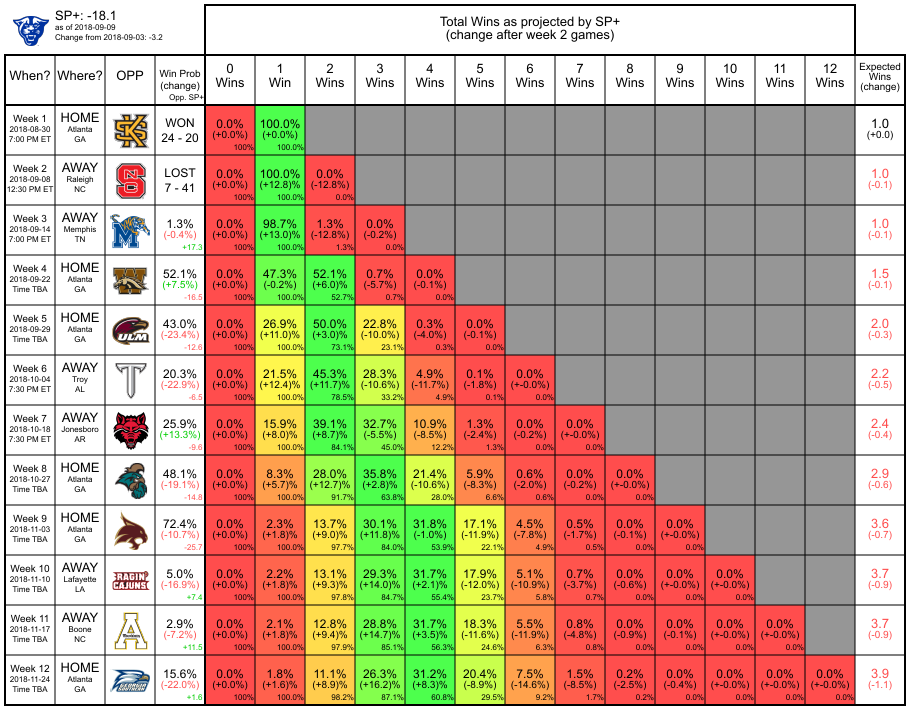 SP+: -18.1
as of 2018-09-09
Change from 2018-09-03: -3.2
Total Wins as projected by SP+
(change after week 2 games)
When? Where? OPP Win Prob (change) Opp. SP+ 0 Wins 1 Win 2 Wins 3 Wins 4 Wins 5 Wins 6 Wins 7 Wins 8 Wins 9 Wins 10 Wins 11 Wins 12 Wins Expected Wins (change)
Week 1 HOME KS WON 0.0% 100.0% 1.0
2018-08-30 Atlanta 24 - 20 (+0.0%) (+0.0%) (+0.0)
7:00 PM ET GA 100% 100.0%
Week 2 AWAY NCS LOST 0.0% 100.0% 0.0% 1.0
2018-09-08 Raleigh 7 - 41 (+0.0%) (+12.8)% (-12.8%) (-0.1)
12:30 PM ET NC 100% 100.0% 0.0%
Week 3 AWAY M 1.3% 0.0% 98.7% 1.3% 0.0% 1.0
2018-09-14 Memphis (-0.4%) (+0.0%) (+13.0)% (-12.8%) (-0.2%) (-0.1)
7:00 PM ET TN +17.3 100% 100.0% 1.3% 0.0%
Week 4 HOME W 52.1% 0.0% 47.3% 52.1% 0.7% 0.0% 1.5
2018-09-22 Atlanta (+7.5%) (+0.0%) (-0.2)% (+6.0)% (-5.7%) (-0.1%) (-0.1)
Time TBA GA -16.5 100% 100.0% 52.7% 0.7% 0.0%
Week 5 HOME ULM 43.0% 0.0% 26.9% 50.0% 22.8% 0.3% 0.0% 2.0
2018-09-29 Atlanta (-23.4%) (+0.0%) (+11.0)% (+3.0)% (-10.0%) (-4.0%) (-0.1%) (-0.3)
Time TBA GA -12.6 100% 100.0% 73.1% 23.1% 0.3% 0.0%
Week 6 AWAY T 20.3% 0.0% 21.5% 45.3% 28.3% 4.9% 0.1% 0.0% 2.2
2018-10-04 Troy (-22.9%) (+0.0%) (+12.4)% (+11.7)% (-10.6%) (-11.7%) (-1.8%) (+-0.0%) (-0.5)
7:30 PM ET AL -6.5 100% 100.0% 78.5% 33.2% 4.9% 0.1% 0.0%
Week 7 AWAY 25.9% 0.0% 15.9% 39.1% 32.7% 10.9% 1.3% 0.0% 0.0% 2.4
2018-10-18 Jonesboro (+13.3%) (+0.0%) (+8.0)% (+8.7)% (-5.5%) (-8.5%) (-2.4%) (-0.2%) (+-0.0%) (-0.4)
7:30 PM ET AR -9.6 100% 100.0% 84.1% 45.0% 12.2% 1.3% 0.0% 0.0%
Week 8 HOME 48.1% 0.0% 8.3% 28.0% 35.8% 21.4% 5.9% 0.6% 0.0% 0.0% 2.9
2018-10-27 Atlanta (-19.1%) (+0.0%) (+5.7)% (+12.7)% (+2.8)% (-10.6%) (-8.3%) (-2.0%) (-0.2%) (+-0.0%) (-0.6)
Time TBA GA -14.8 100% 100.0% 91.7% 63.8% 28.0% 6.6% 0.6% 0.0% 0.0%
Week 9 HOME 72.4% 0.0% 2.3% 13.7% 30.1% 31.8% 17.1% 4.5% 0.5% 0.0% 0.0% 3.6
2018-11-03 Atlanta (-10.7%) (+0.0%) (+1.8)% (+9.0)% (+11.8)% (-1.0%) (-11.9%) (-7.8%) (-1.7%) (-0.1%) (+-0.0%) (-0.7)
Time TBA GA -25.7 100% 100.0% 97.7% 84.0% 53.9% 22.1% 4.9% 0.5% 0.0% 0.0%
Week 10 AWAY RAGIN' CAJUNS 5.0% 0.0% 2.2% 13.1% 29.3% 31.7% 17.9% 5.1% 0.7% 0.0% 0.0% 0.0% 3.7
2018-11-10 Lafayette (-16.9%) (+0.0%) (+1.8)% (+9.3)% (+14.0)% (+2.1)% (-12.0%) (-10.9%) (-3.7%) (-0.6%) (+-0.0%) (+-0.0%) (-0.9)
Time TBA LA +7.4 100% 100.0% 97.8% 84.7% 55.4% 23.7% 5.8% 0.7% 0.0% 0.0% 0.0%
Week 11 AWAY A 2.9% 0.0% 2.1% 12.8% 28.8% 31.7% 18.3% 5.5% 0.8% 0.0% 0.0% 0.0% 0.0% 3.7
2018-11-17 Boone (-7.2%) (+0.0%) (+1.8)% (+9.4)% (+14.7)% (+3.5)% (-11.6%) (-11.9%) (-4.8%) (-0.9%) (-0.1%) (+-0.0%) (+-0.0%) (-0.9)
Time TBA NC +11.5 100% 100.0% 97.9% 85.1% 56.3% 24.6% 6.3% 0.8% 0.0% 0.0% 0.0% 0.0%
Week 12 HOME GEORGIA SOUTHERN 15.6% 0.0% 1.8% 11.1% 26.3% 31.2% 20.4% 7.5% 1.5% 0.2% 0.0% 0.0% 0.0% 0.0% 3.9
2018-11-24 Atlanta (-22.0%) (+0.0%) (+1.6)% (+8.9)% (+16.2)% (+8.3)% (-8.9%) (-14.6%) (-8.5%) (-2.5%) (-0.4%) (+-0.0%) (+-0.0%) (+-0.0%) (-1.1)
Time TBA GA +1.6 100% 100.0% 98.2% 87.1% 60.8% 29.5% 9.2% 1.7% 0.2% 0.0% 0.0% 0.0% 0.0%